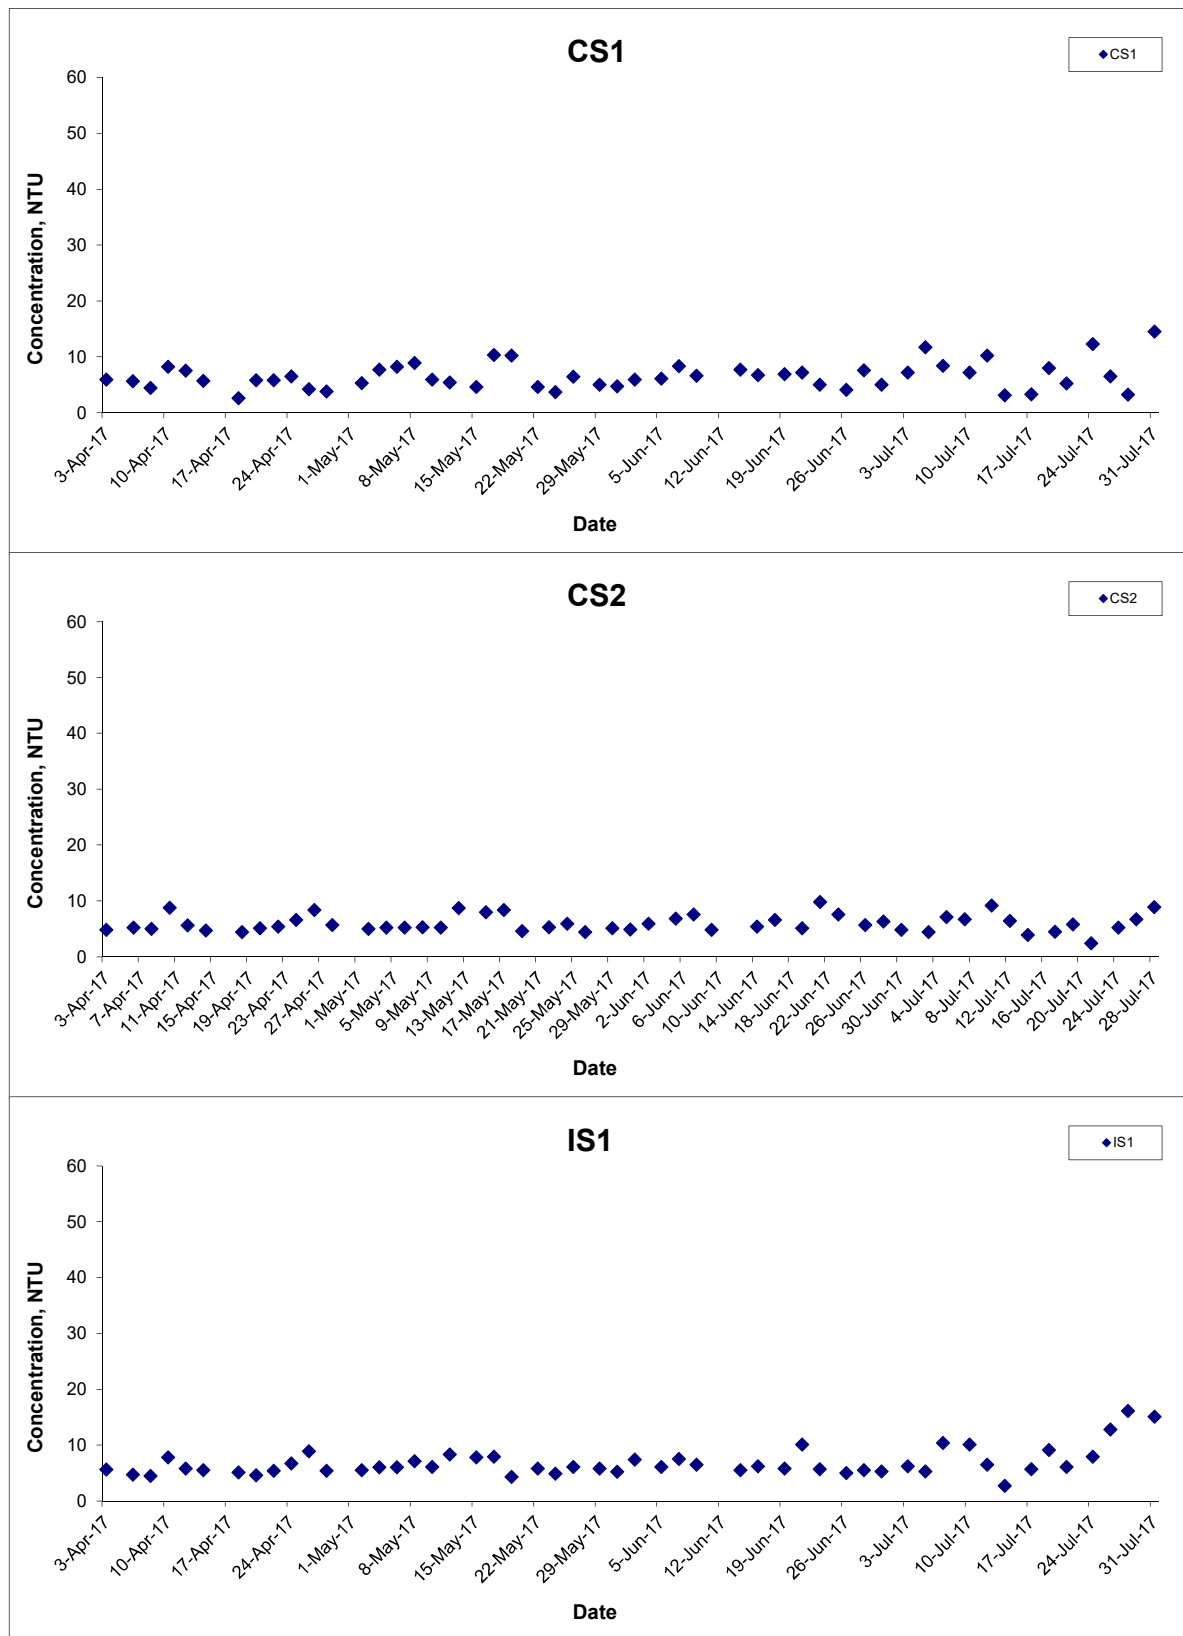 CS1
CS1
Concentration, NTU
60
50
40
30
20
10
0
3-Apr-17
10-Apr-17
17-Apr-17
24-Apr-17
1-May-17
8-May-17
15-May-17
22-May-17
29-May-17
5-Jun-17
12-Jun-17
19-Jun-17
26-Jun-17
3-Jul-17
10-Jul-17
17-Jul-17
24-Jul-17
31-Jul-17
Date
CS2
CS2
Concentration, NTU
60
50
40
30
20
10
0
3-Apr-17
7-Apr-17
11-Apr-17
15-Apr-17
19-Apr-17
23-Apr-17
27-Apr-17
1-May-17
5-May-17
9-May-17
13-May-17
17-May-17
21-May-17
25-May-17
29-May-17
2-Jun-17
6-Jun-17
10-Jun-17
14-Jun-17
18-Jun-17
22-Jun-17
26-Jun-17
30-Jun-17
4-Jul-17
8-Jul-17
12-Jul-17
16-Jul-17
20-Jul-17
24-Jul-17
28-Jul-17
Date
IS1
IS1
Concentration, NTU
60
50
40
30
20
10
0
3-Apr-17
10-Apr-17
17-Apr-17
24-Apr-17
1-May-17
8-May-17
15-May-17
22-May-17
29-May-17
5-Jun-17
12-Jun-17
19-Jun-17
26-Jun-17
3-Jul-17
10-Jul-17
17-Jul-17
24-Jul-17
31-Jul-17
Date